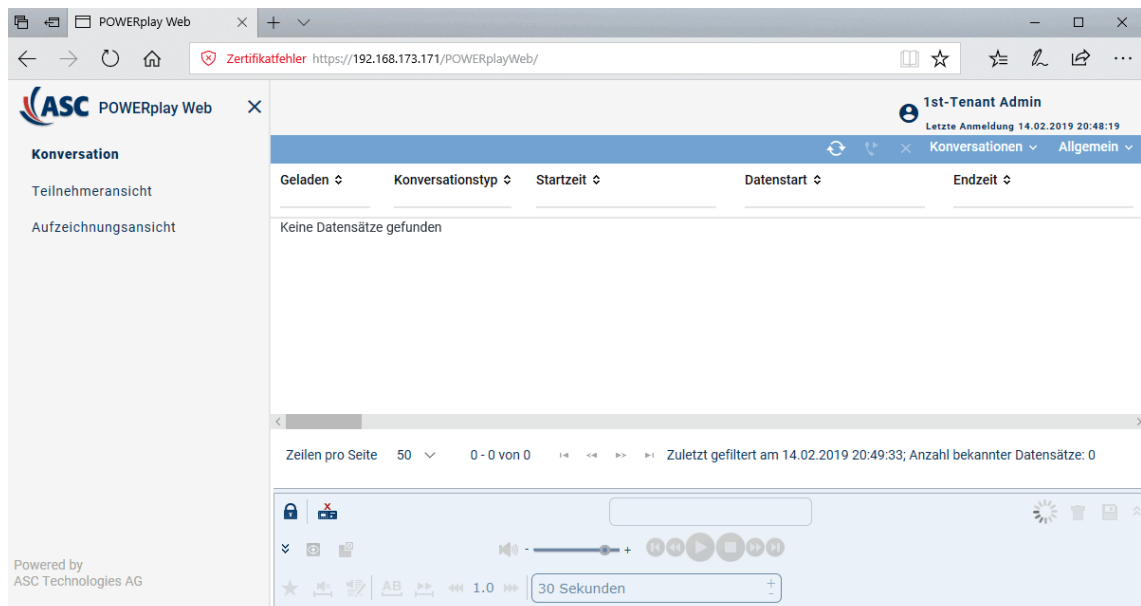 POWERplay Web
Zertifikatfehler https://192.168.173.171/POWERplayWeb/
ASC POWERplay Web
1st-Tenant Admin
Letzte Anmeldung 14.02.2019 20:48:19
Konversation
Teilnehmeransicht
Aufzeichnungsansicht
Konversationen Allgemein
Geladen Konversationstyp Startzeit Datenstart Endzeit
Keine Datensätze gefunden
Zeilen pro Seite 50 0 - 0 von 0 Zuletzt gefiltert am 14.02.2019 20:49:33; Anzahl bekannter Datensätze: 0
- +
AB 1.0 30 Sekunden + -
Powered by
ASC Technologies AG